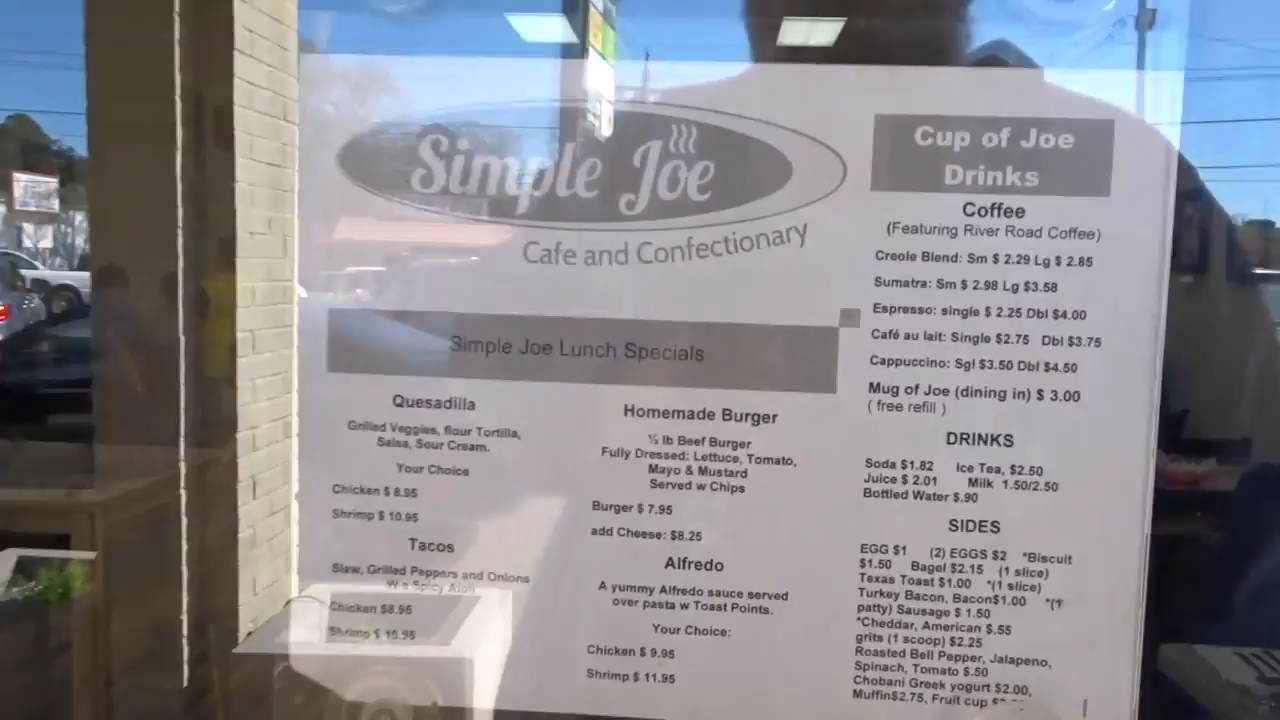 Simple Joe
Cafe and Confectionary
Simple Joe Lunch Specials
Quesadilla
Grilled Veggies, flour Tortilla,
Salsa, Sour Cream.
Your Choice
Chicken $ 8.95
Shrimp $ 10.95
Tacos
Slaw, Grilled Peppers and Onions
W a Spicy Aioli
Chicken $8.95
Shrimp $ 10.95
Homemade Burger
½ lb Beef Burger
Fully Dressed: Lettuce, Tomato,
Mayo & Mustard
Served w Chips
Burger $ 7.95
add Cheese: $8.25
Alfredo
A yummy Alfredo sauce served
over pasta w Toast Points.
Your Choice;
Chicken $ 9.95
Shrimp $ 11.95
Cup of Joe
Drinks
Coffee
(Featuring River Road Coffee)
Creole Blend: Sm $ 2.29 Lg $ 2.85
Sumatra: Sm $ 2.98 Lg $3.58
Espresso: single $ 2.25 Dbl $4.00
Café au lait: Single $2.75 Dbl $3.75
Cappuccino: Sgl $3.50 Dbl $4.50
Mug of Joe (dining in) $ 3.00
( free refill )
DRINKS
Soda $1.82 Ice Tea, $2.50
Juice $ 2.01 Milk 1.50/2.50
Bottled Water $.90
SIDES
EGG $1 (2) EGGS $2 *Biscuit
$1.50 Bagel $2.15 (1 slice)
Texas Toast $1.00 *(1 slice)
Turkey Bacon, Bacon$1.00 *(1
patty) Sausage $ 1.50
*Cheddar, American $.55
grits (1 scoop) $2.25
Roasted Bell Pepper, Jalapeno,
Spinach, Tomato $.50
Chobani Greek yogurt $2.00,
Muffin$2.75, Fruit cup